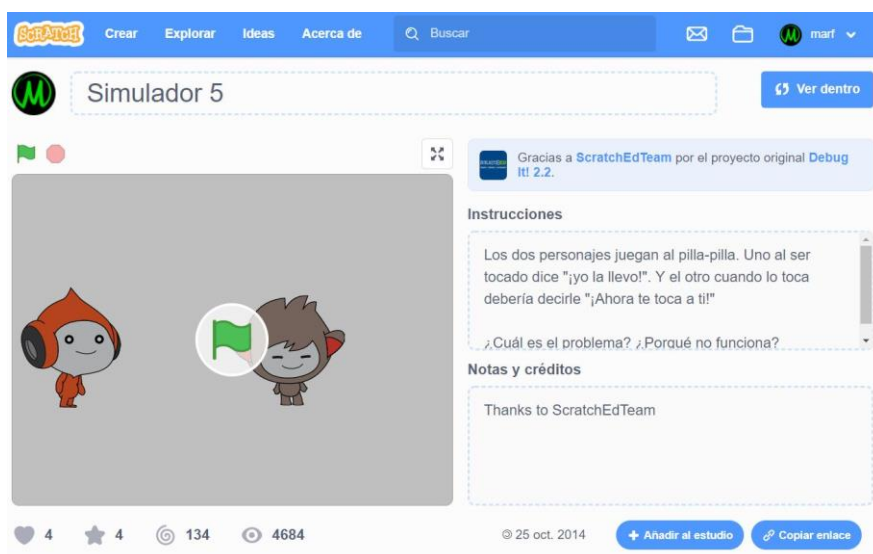 SCRATCH Crear Explorar Ideas Acerca de Buscar marf
Simulador 5 Ver dentro
Gracias a ScratchEdTeam por el proyecto original Debug
It! 2.2.
Instrucciones
Los dos personajes juegan al pilla-pilla. Uno al ser
tocado dice "¡yo la llevo!". Y el otro cuando lo toca
debería decirle "¡Ahora te toca a ti!"
¿Cuál es el problema? ¿Porqué no funciona?
Notas y créditos
Thanks to ScratchEdTeam
4 4 134 4684 © 25 oct. 2014 Añadir al estudio Copiar enlace